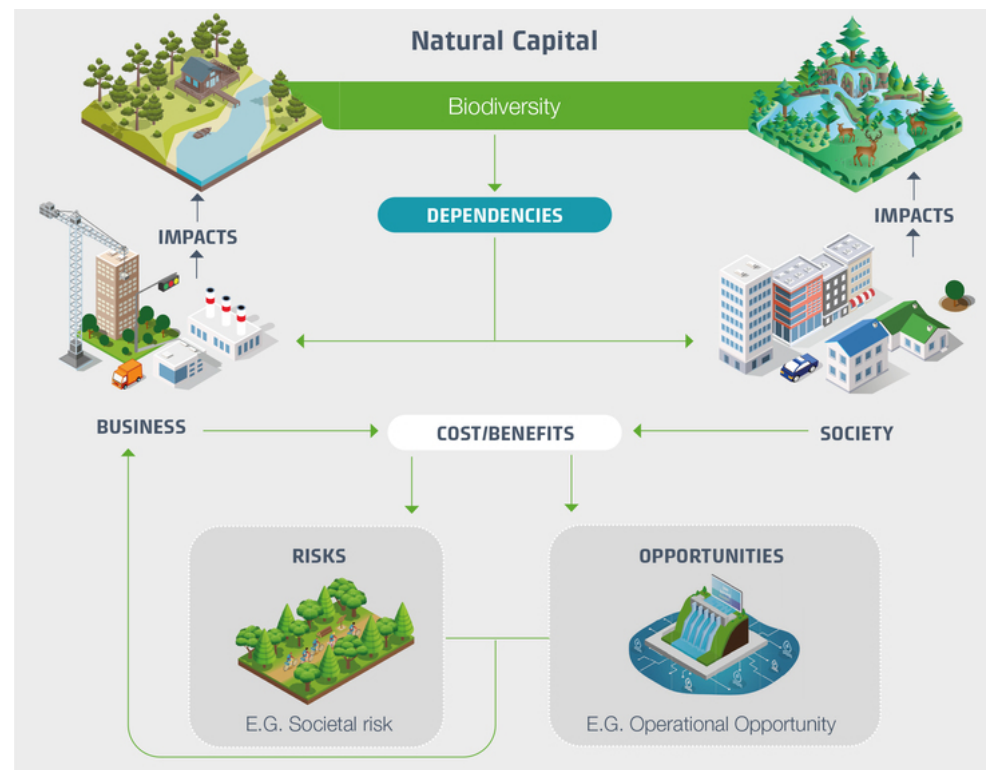 Natural Capital
Biodiversity
DEPENDENCIES
IMPACTS
IMPACTS
BUSINESS
COST/BENEFITS
SOCIETY
RISKS
OPPORTUNITIES
E.G. Societal risk
E.G. Operational Opportunity